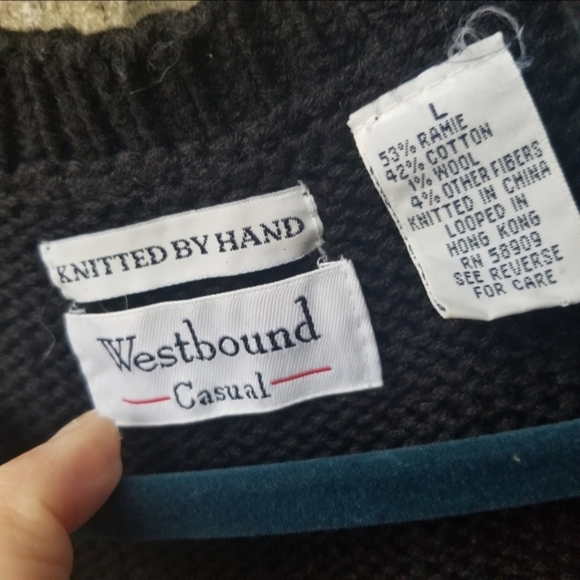 KNITTED BY HAND
Westbound
Casual
L
53% RAMIE
42% COTTON
1% WOOL
4% OTHER FIBERS
KNITTED IN CHINA
LOOPED IN
HONG KONG
RN 58909
SEE REVERSE
FOR CARE